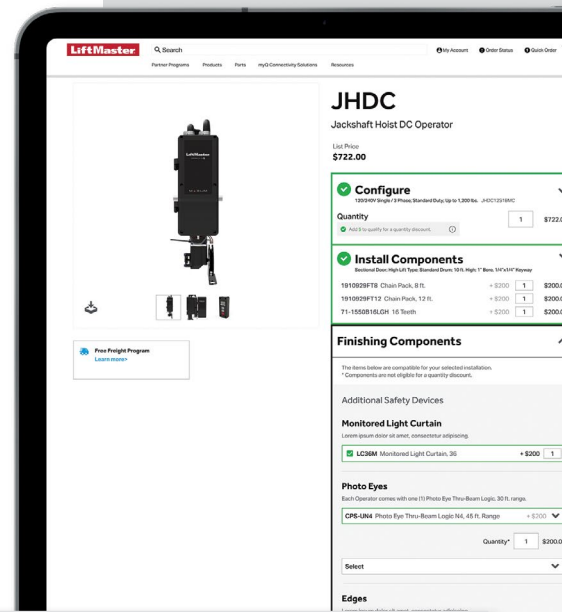 LiftMaster
Search
My Account
Order Status
Quick Order
Partner Programs
Products
Parts
myQ Connectivity Solutions
Resources
JHDC
Jackshaft Hoist DC Operator
List Price
$722.00
Configure
120/240V Single / 3 Phase; Standard Duty; Up to 1,200 lbs. JHDC12S1BMC
Quantity
1
$722.0
Add 5 to qualify for a quantity discount.
Install Components
Sectional Door; High Lift Type; Standard Drum; 10 ft. High; 1" Bore, 1/4"x1/4" Keyway
1910929FT8 Chain Pack, 8 ft. + $200 1 $200.0
1910929FT12 Chain Pack, 12 ft. + $200 1 $200.0
71-1550B16LGH 16 Teeth + $200 1 $200.0
Free Freight Program
Learn more>
Finishing Components
The items below are compatible for your selected installation.
* Components are not eligible for a quantity discount.
Additional Safety Devices
Monitored Light Curtain
Lorem ipsum dolor sit amet, consectetur adipiscing.
LC36M Monitored Light Curtain, 36 + $200 1
Photo Eyes
Each Operator comes with one (1) Photo Eye Thru-Beam Logic, 30 ft. range.
CPS-UN4 Photo Eye Thru-Beam Logic N4, 45 ft. Range + $200
Quantity* 1 $200.0
Select
Edges